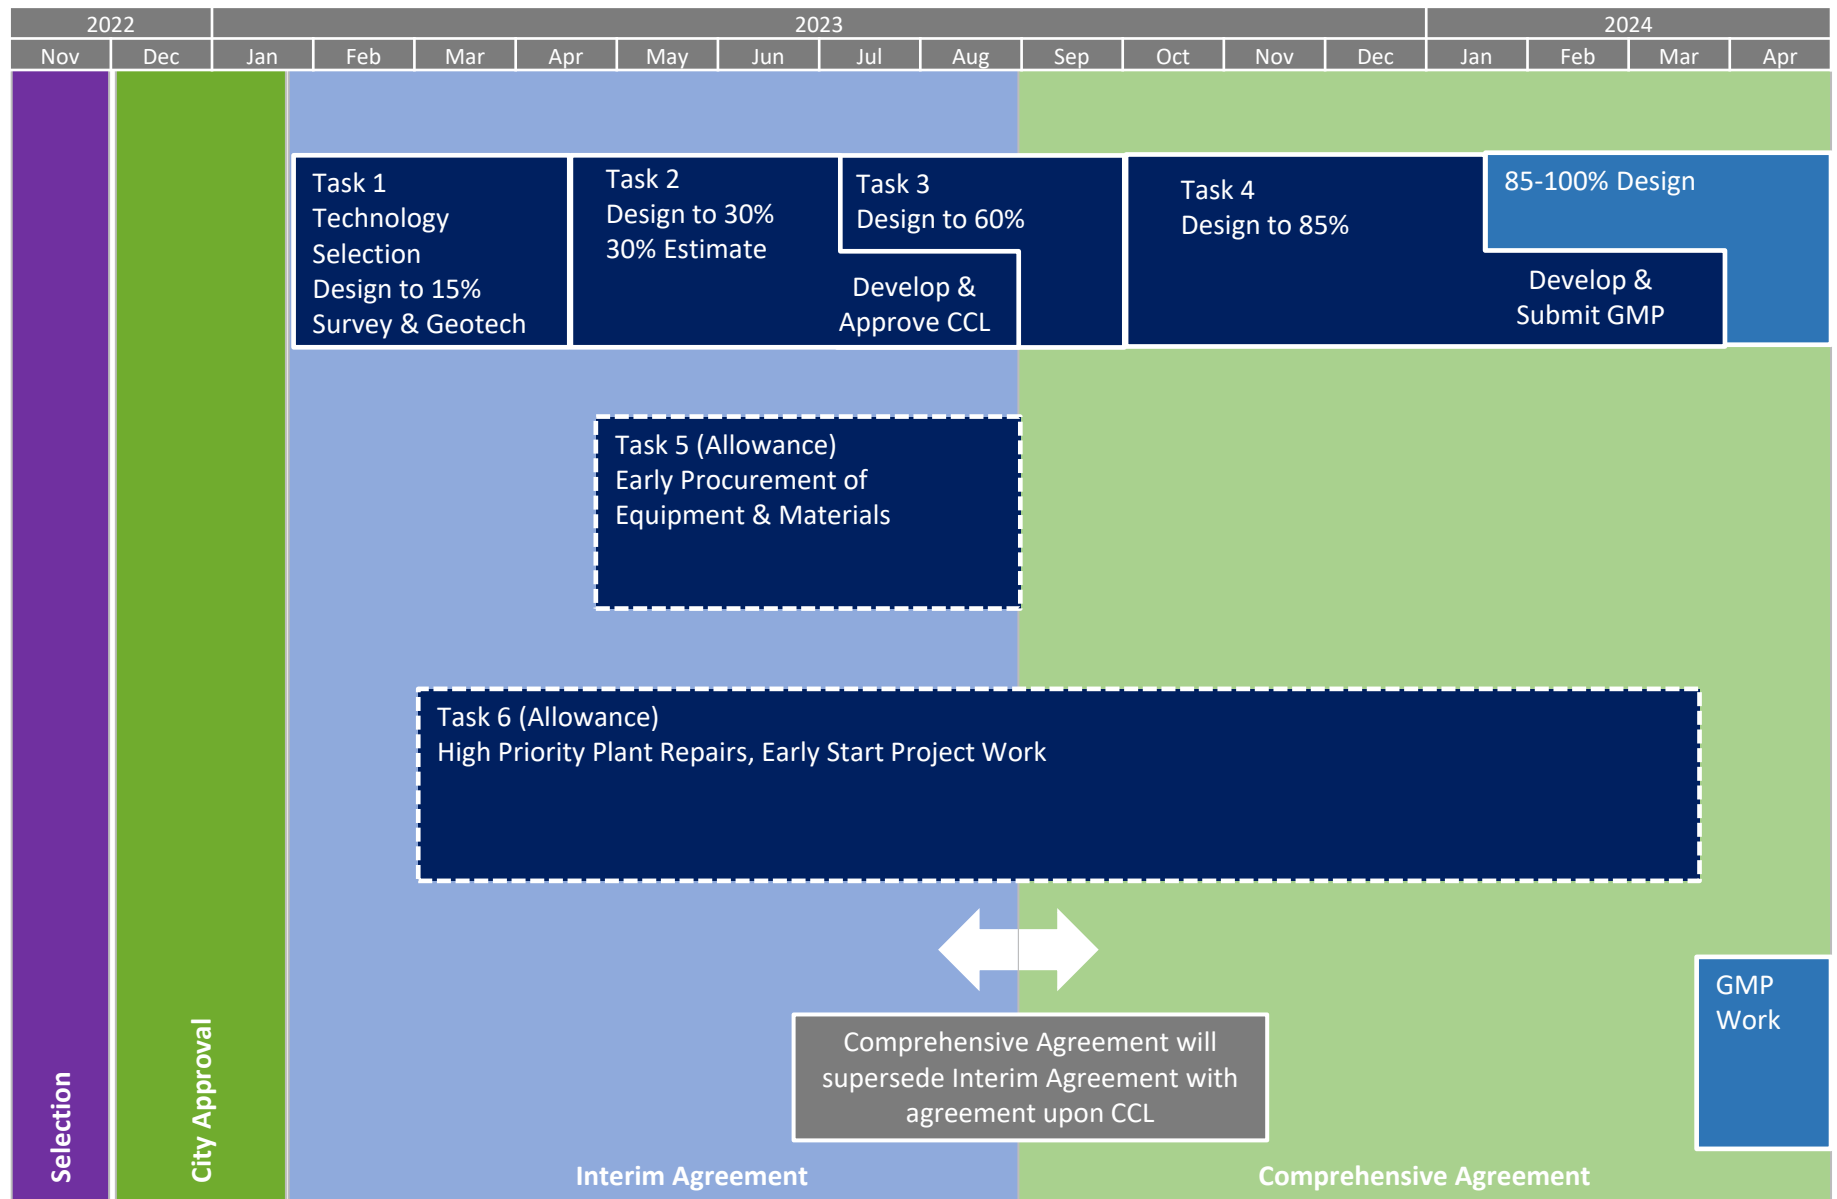 2022
2023
2024
Nov
Dec
Jan
Feb
Mar
Apr
May
Jun
Jul
Aug
Sep
Oct
Nov
Dec
Jan
Feb
Mar
Apr
Task 1
Technology
Selection
Design to 15%
Survey & Geotech
Task 2
Design to 30%
30% Estimate
Task 3
Design to 60%
Develop &
Approve CCL
Task 4
Design to 85%
85-100% Design
Develop &
Submit GMP
Task 5 (Allowance)
Early Procurement of
Equipment & Materials
Task 6 (Allowance)
High Priority Plant Repairs, Early Start Project Work
GMP
Work
Comprehensive Agreement will
supersede Interim Agreement with
agreement upon CCL
Selection
City Approval
Interim Agreement
Comprehensive Agreement